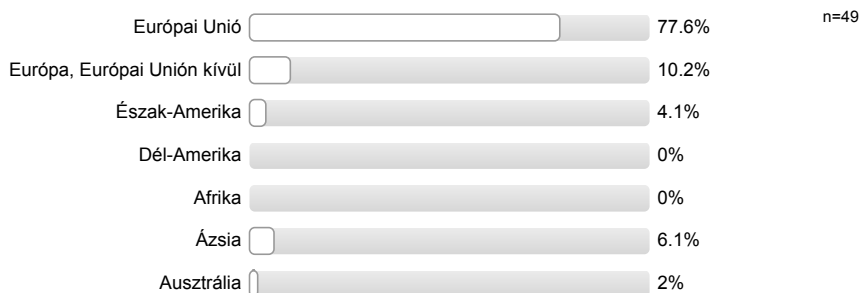 Európai Unió 77.6% n=49
Európa, Európai Unión kívül 10.2%
Észak-Amerika 4.1%
Dél-Amerika 0%
Afrika 0%
Ázsia 6.1%
Ausztrália 2%